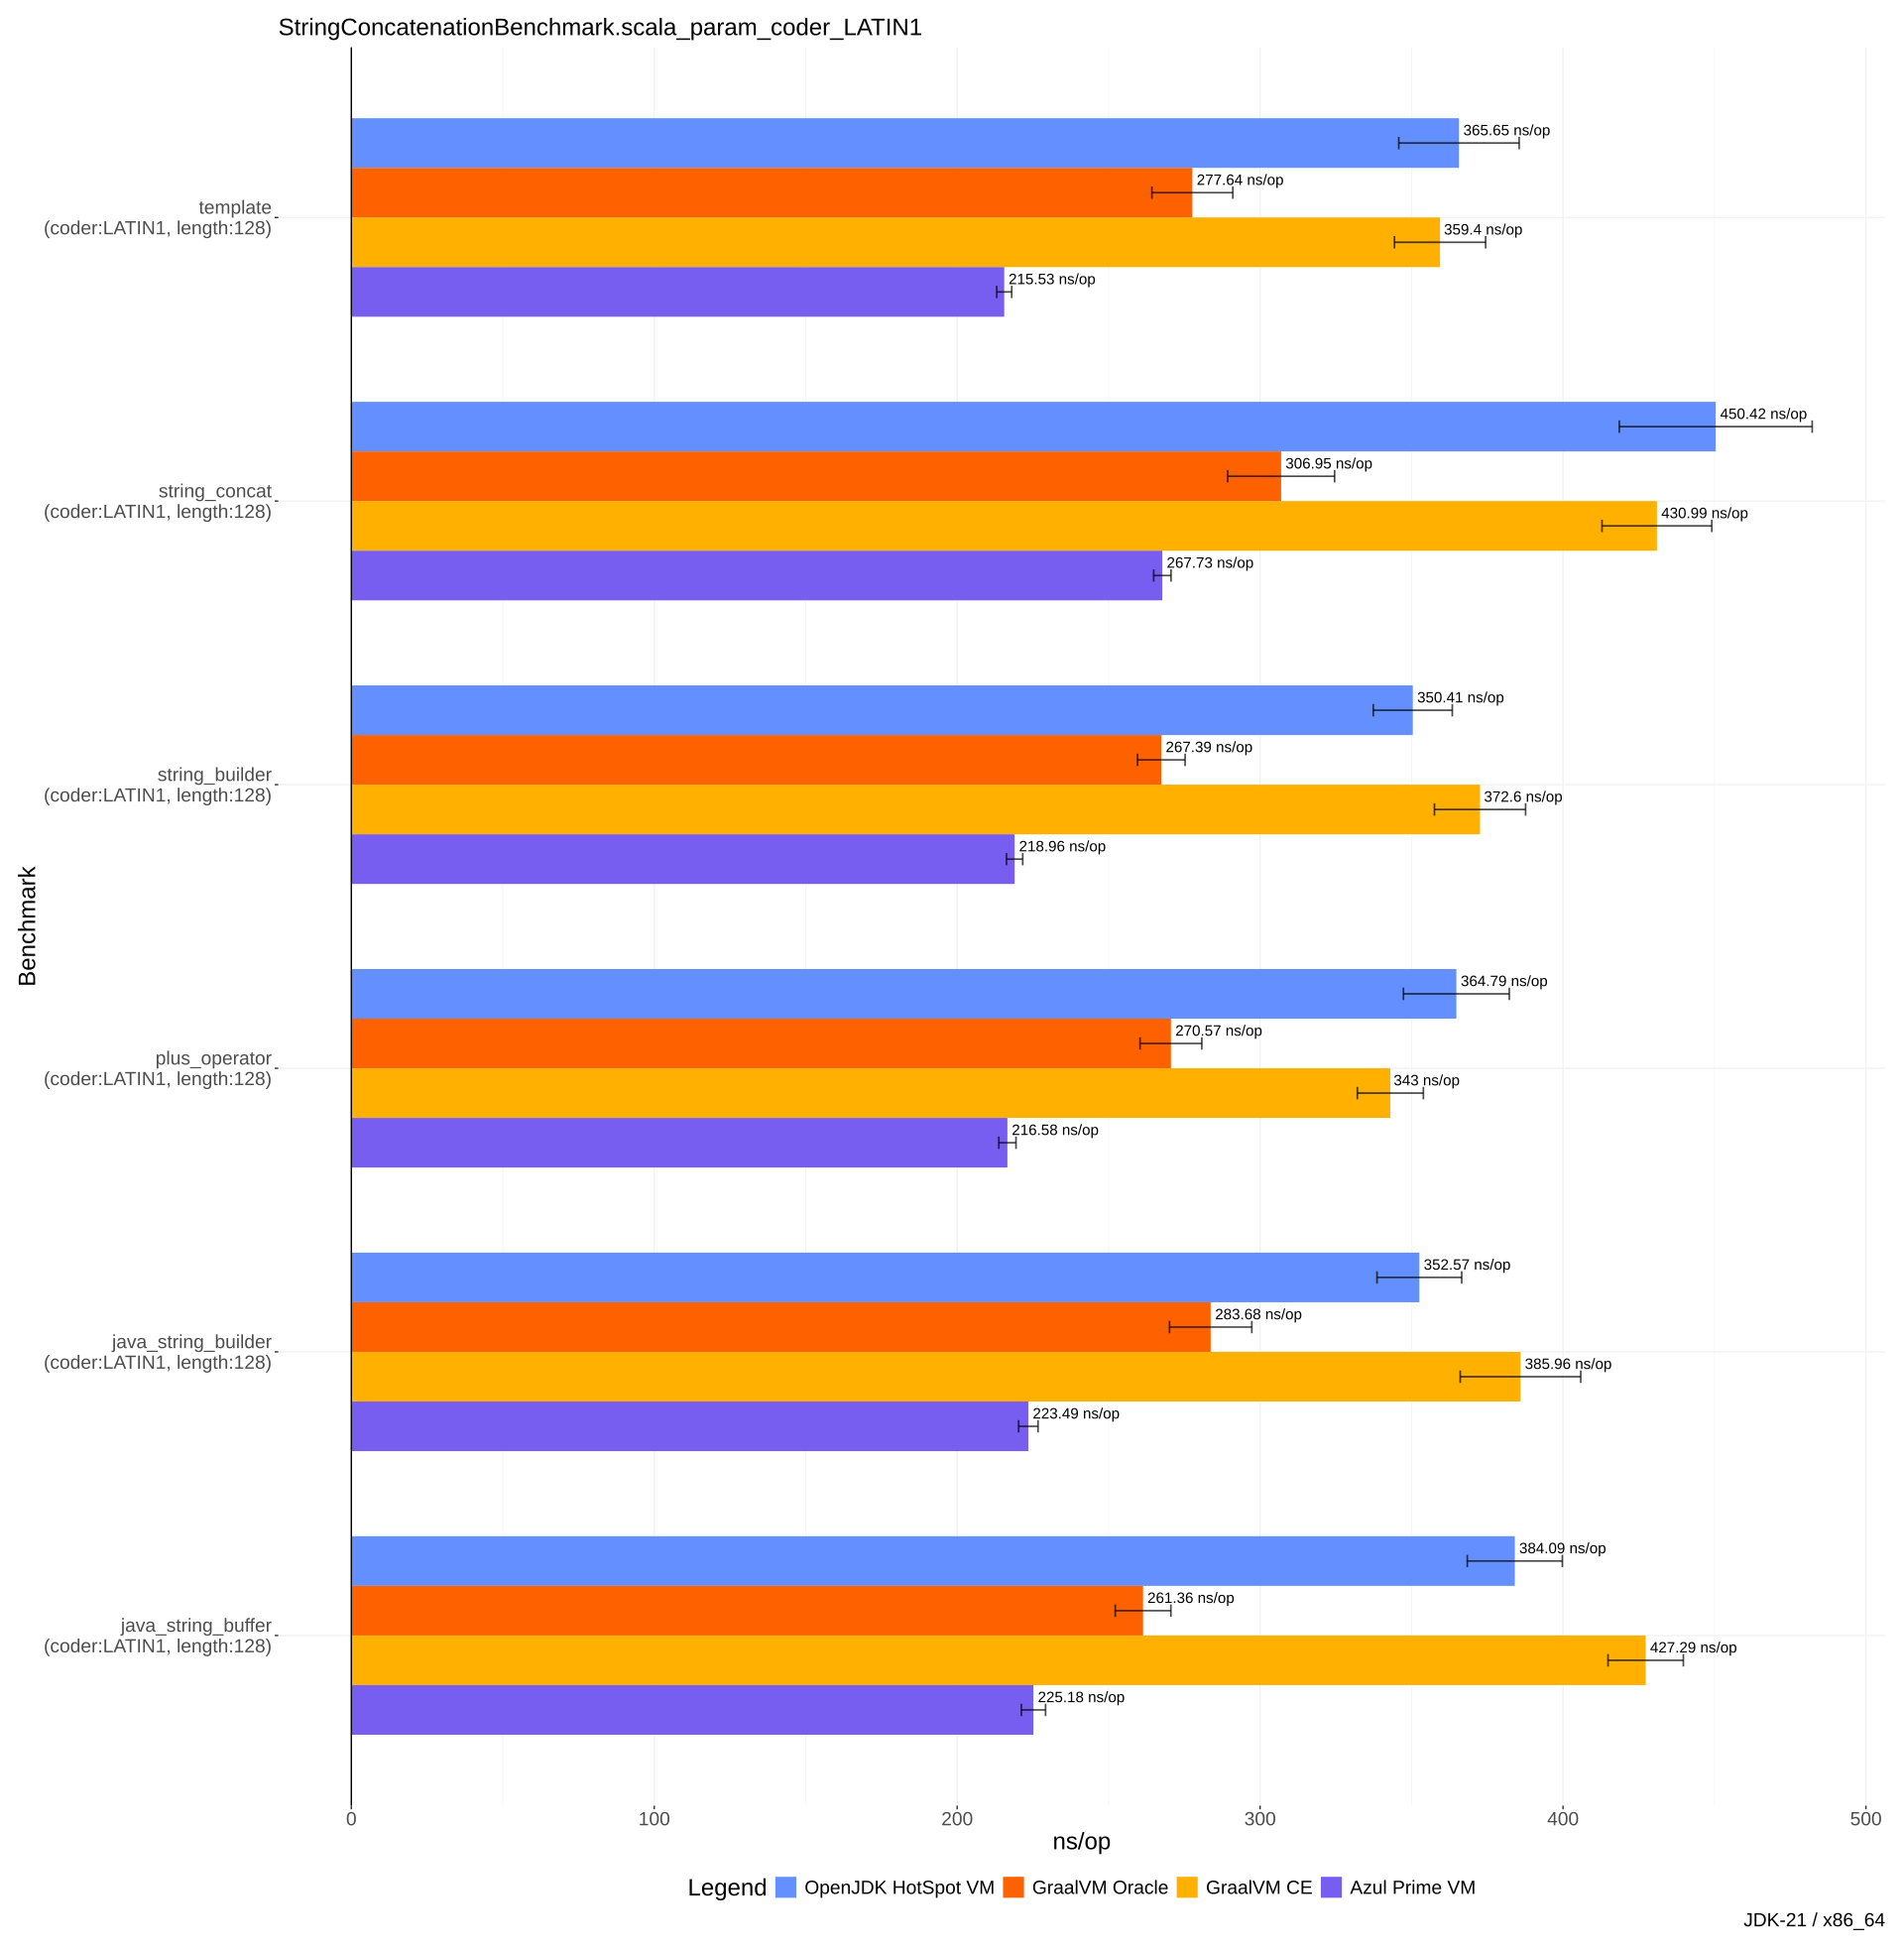 StringConcatenationBenchmark.scala_param_coder_LATIN1
Benchmark
template
(coder:LATIN1, length:128)
365.65 ns/op
277.64 ns/op
359.4 ns/op
215.53 ns/op
string_concat
(coder:LATIN1, length:128)
450.42 ns/op
306.95 ns/op
430.99 ns/op
267.73 ns/op
string_builder
(coder:LATIN1, length:128)
350.41 ns/op
267.39 ns/op
372.6 ns/op
218.96 ns/op
plus_operator
(coder:LATIN1, length:128)
364.79 ns/op
270.57 ns/op
343 ns/op
216.58 ns/op
java_string_builder
(coder:LATIN1, length:128)
352.57 ns/op
283.68 ns/op
385.96 ns/op
223.49 ns/op
java_string_buffer
(coder:LATIN1, length:128)
384.09 ns/op
261.36 ns/op
427.29 ns/op
225.18 ns/op
0 100 200 300 400 500
ns/op
Legend OpenJDK HotSpot VM GraalVM Oracle GraalVM CE Azul Prime VM
JDK-21 / x86_64